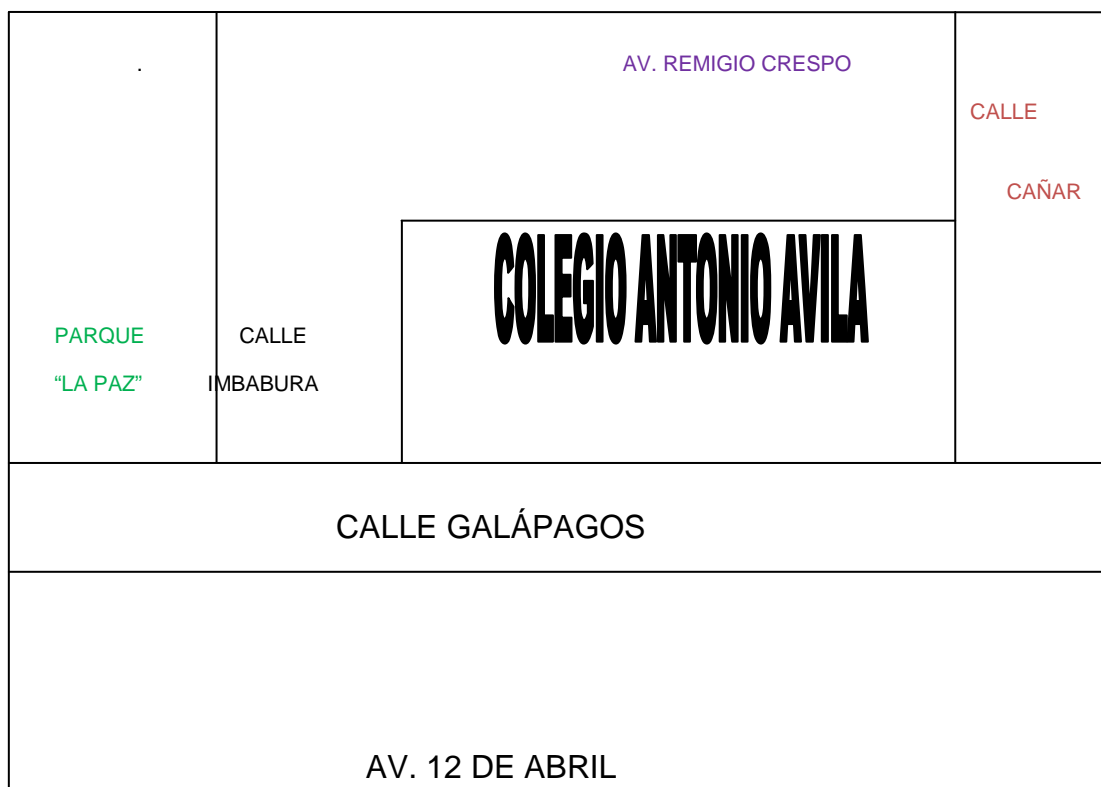 .
AV. REMIGIO CRESPO
CALLE
CAÑAR
COLEGIO ANTONIO AVILA
PARQUE
“LA PAZ”
CALLE
IMBABURA
CALLE GALÁPAGOS
AV. 12 DE ABRIL